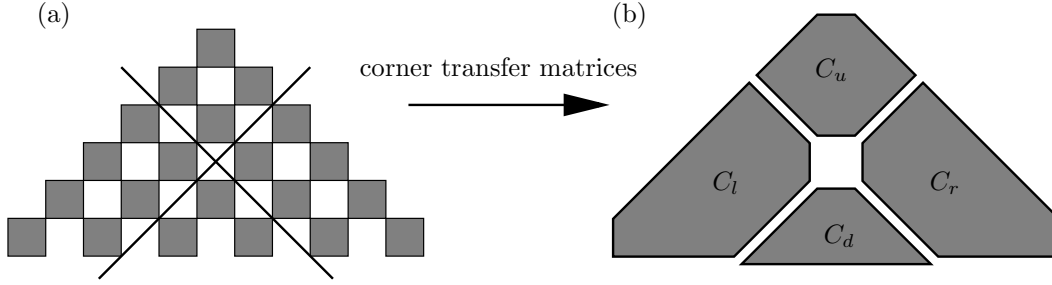 (a)
(b)
corner transfer matrices
C_u
C_l
C_r
C_d